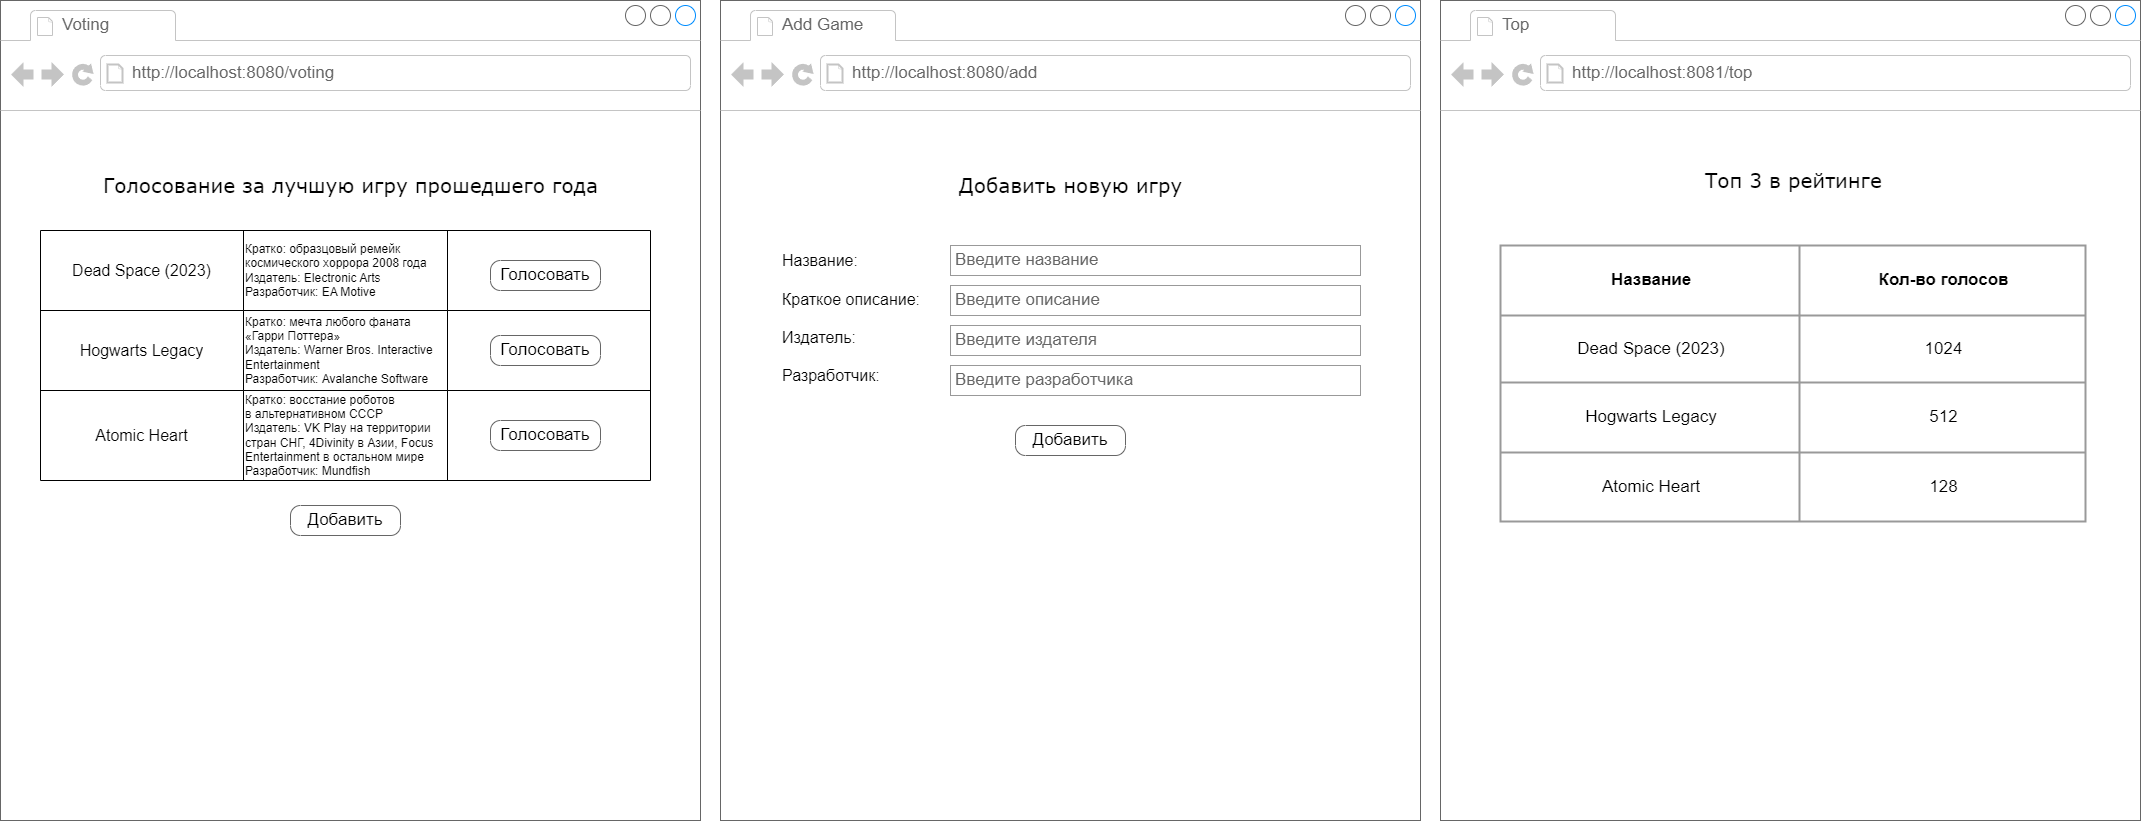 Voting
http://localhost:8080/voting
Голосование за лучшую игру прошедшего года
Dead Space (2023)
Кратко: образцовый ремейк
космического хоррора 2008 года
Издатель: Electronic Arts
Разработчик: EA Motive
Голосовать
Hogwarts Legacy
Кратко: мечта любого фаната
«Гарри Поттера»
Издатель: Warner Bros. Interactive
Entertainment
Разработчик: Avalanche Software
Голосовать
Atomic Heart
Кратко: восстание роботов
в альтернативном СССР
Издатель: VK Play на территории
стран СНГ, 4Divinity в Азии, Focus
Entertainment в остальном мире
Разработчик: Mundfish
Голосовать
Добавить
Add Game
http://localhost:8080/add
Добавить новую игру
Название:
Введите название
Краткое описание:
Введите описание
Издатель:
Введите издателя
Разработчик:
Введите разработчика
Добавить
Top
http://localhost:8081/top
Топ 3 в рейтинге
Название Кол-во голосов
Dead Space (2023) 1024
Hogwarts Legacy 512
Atomic Heart 128